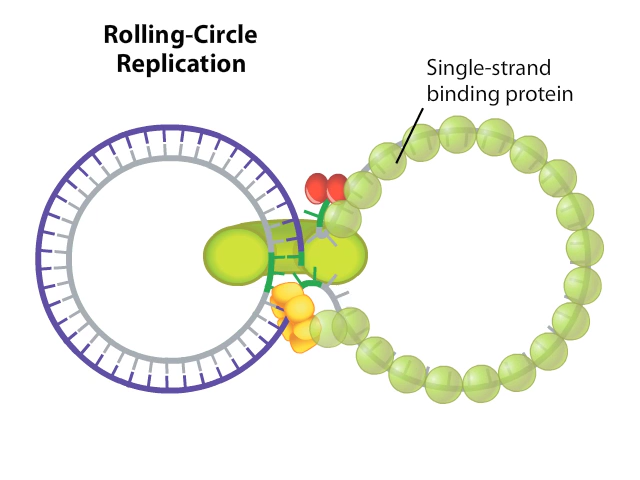 Rolling-Circle
Replication
Single-strand
binding protein